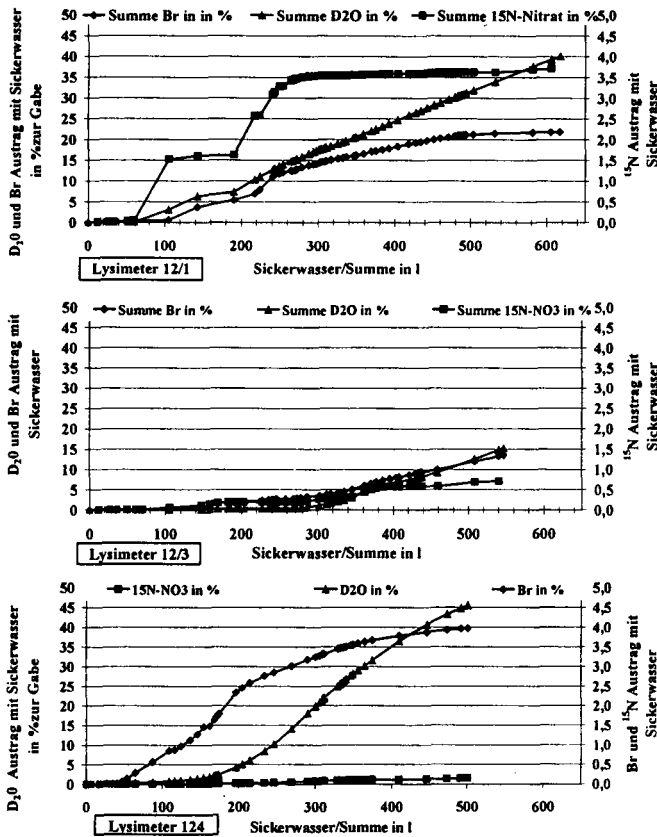 Summe Br in in % Summe D2O in % Summe 15N-Nitrat in %
50 45 40 35 30 25 20 15 10 5 0
5,0 4,5 4,0 3,5 3,0 2,5 2,0 1,5 1,0 0,5 0,0
D₂0 und Br Austrag mit Sickerwasser
in %zur Gabe
¹⁵N Austrag mit
Sickerwasser
0 100 200 300 400 500 600
Lysimeter 12/1 Sickerwasser/Summe in l
Summe Br in % Summe D2O in % Summe 15N-NO3 in %
50 45 40 35 30 25 20 15 10 5 0
5,0 4,5 4,0 3,5 3,0 2,5 2,0 1,5 1,0 0,5 0,0
D₂0 und Br Austrag mit
Sickerwasser
¹⁵N Austrag mit
Sickerwasser
0 100 200 300 400 500 600
Lysimeter 12/3 Sickerwasser/Summe in l
15N-NO3 in % D2O in % Br in %
50 45 40 35 30 25 20 15 10 5 0
5,0 4,5 4,0 3,5 3,0 2,5 2,0 1,5 1,0 0,5 0,0
D₂0 Austrag mit Sickerwasser
in %zur Gabe
Br und ¹⁵N Austrag mit
Sickerwasser
0 100 200 300 400 500 600
Lysimeter 124 Sickerwasser/Summe in l